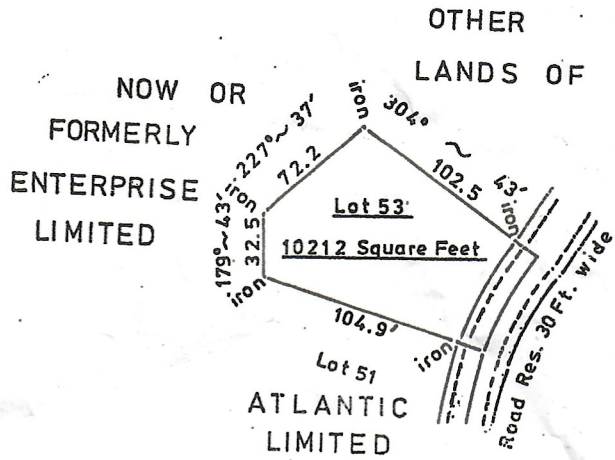 OTHER
LANDS OF
NOW OR
FORMERLY
ENTERPRISE
LIMITED
iron
304° ~ 43'
102.5
227° ~ 37'
72.2
iron
179° ~ 43'
32.5
iron
Lot 53
10212 Square Feet
iron
104.9'
iron
Lot 51
ATLANTIC
LIMITED
Road Res. 30 Ft. wide